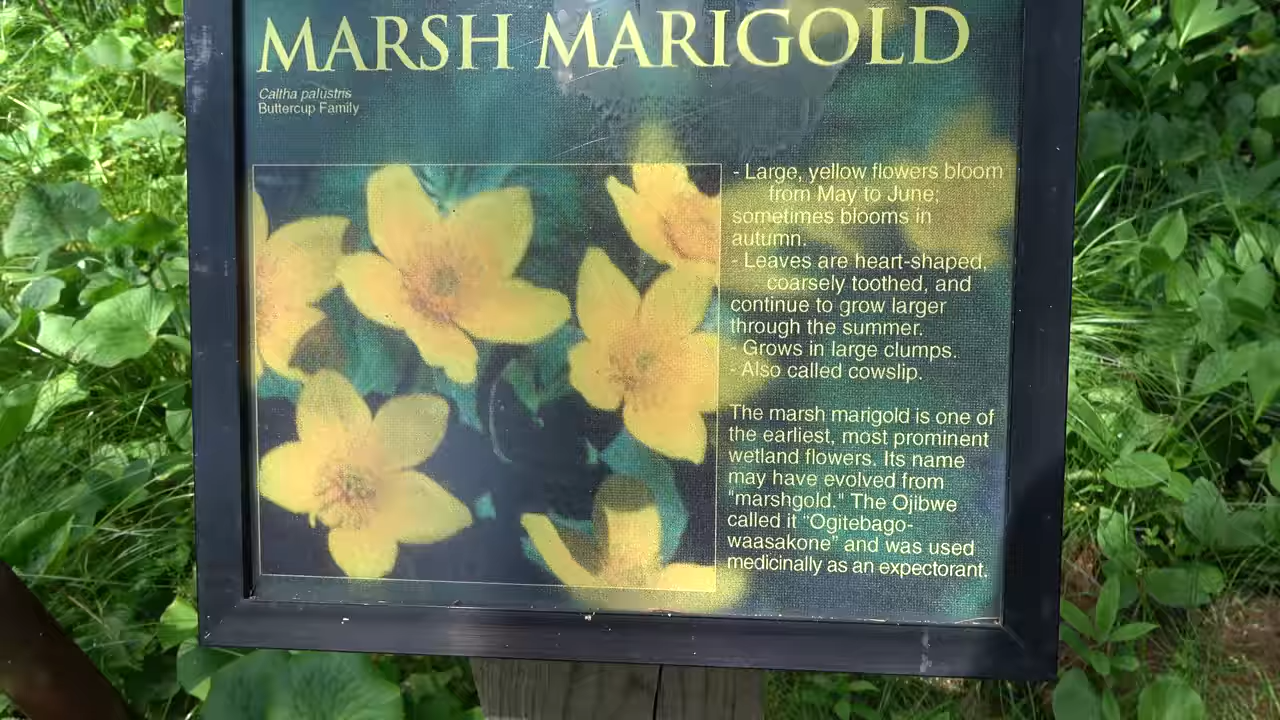 MARSH MARIGOLD
Caltha palustris
Buttercup Family
- Large, yellow flowers bloom
from May to June;
sometimes blooms in
autumn.
- Leaves are heart-shaped,
coarsely toothed, and
continue to grow larger
through the summer.
- Grows in large clumps.
- Also called cowslip.
The marsh marigold is one of
the earliest, most prominent
wetland flowers. Its name
may have evolved from
"marshgold." The Ojibwe
called it "Ogitebago-
waasakone" and was used
medicinally as an expectorant.